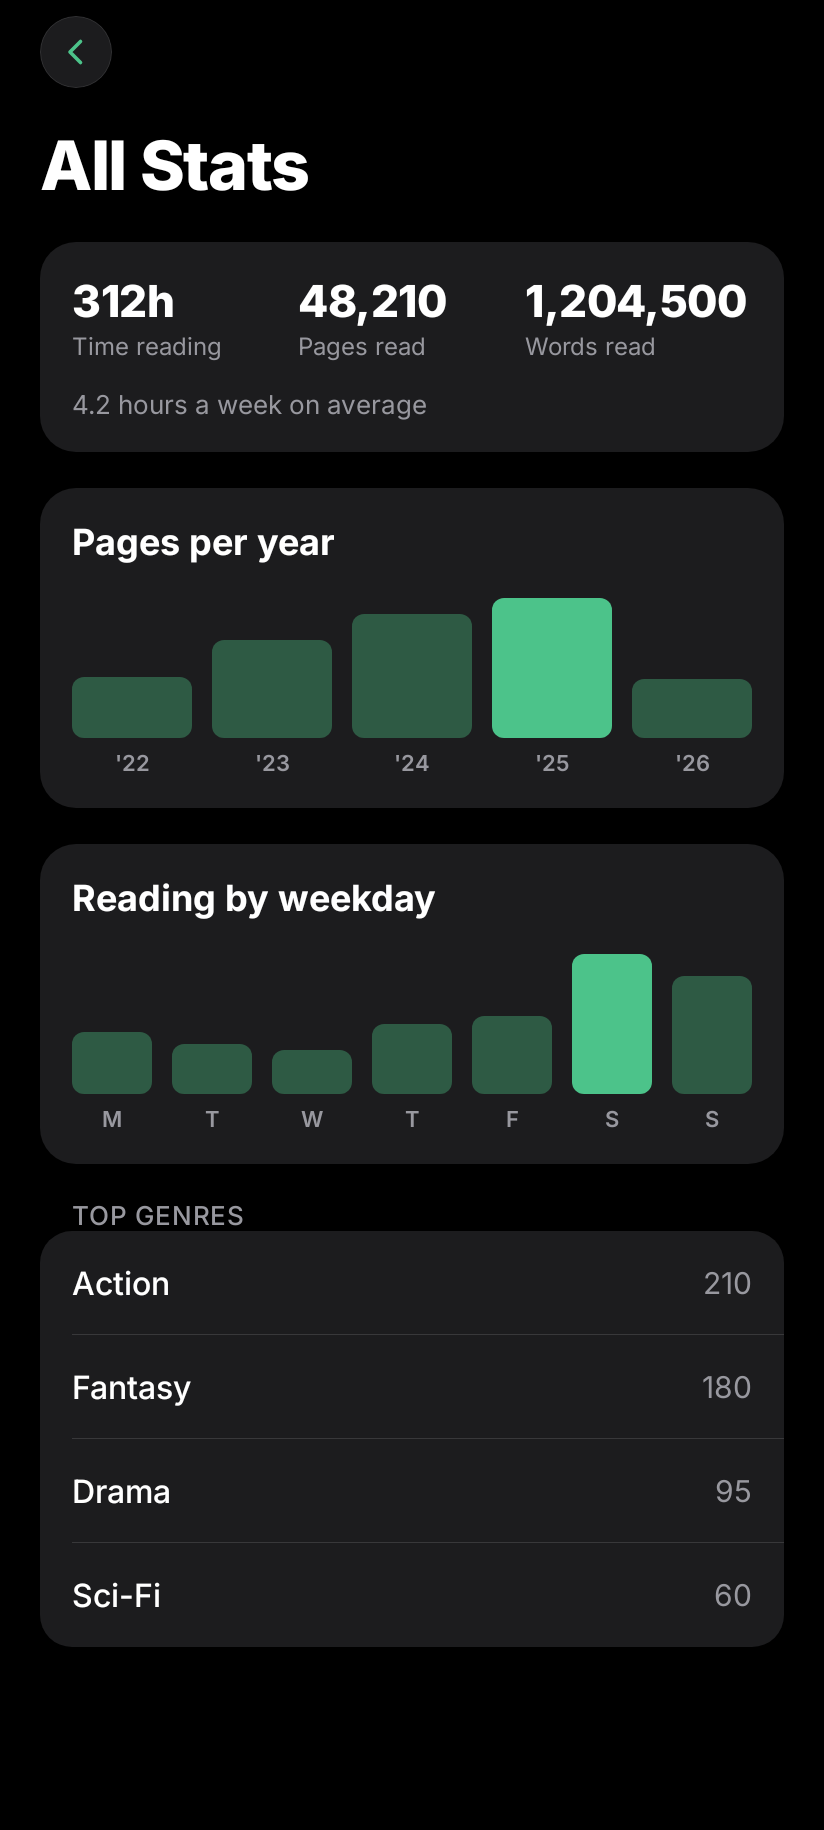 All Stats
312h 48,210 1,204,500
Time reading Pages read Words read
4.2 hours a week on average
Pages per year
'22 '23 '24 '25 '26
Reading by weekday
M T W T F S S
TOP GENRES
Action 210
Fantasy 180
Drama 95
Sci-Fi 60